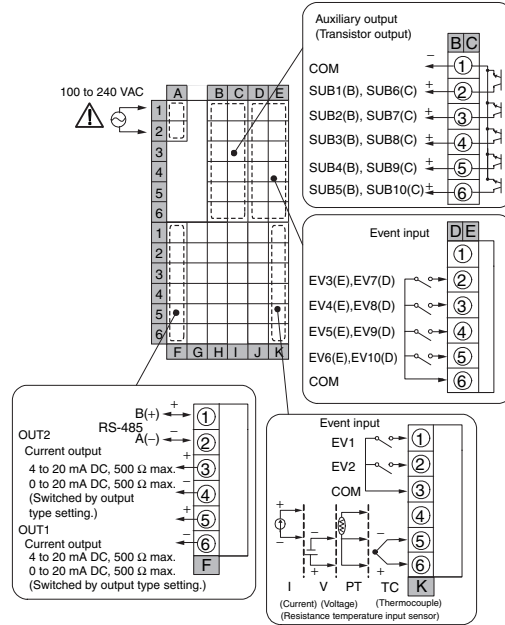 Auxiliary output
(Transistor output)
B C
COM
−
1
SUB1(B), SUB6(C)
+
2
SUB2(B), SUB7(C)
+
3
SUB3(B), SUB8(C)
+
4
SUB4(B), SUB9(C)
+
5
SUB5(B), SUB10(C)
+
6
100 to 240 VAC
A B C D E
1
2
3
4
5
6
1
2
3
4
5
6
F G H I J K
Event input
D E
1
EV3(E),EV7(D)
2
EV4(E),EV8(D)
3
EV5(E),EV9(D)
4
EV6(E),EV10(D)
5
COM
6
B(+)
+
1
RS-485
A(−)
−
2
OUT2
Current output
+
3
4 to 20 mA DC, 500 Ω max.
0 to 20 mA DC, 500 Ω max.
−
4
(Switched by output
type setting.)
+
5
OUT1
Current output
−
6
4 to 20 mA DC, 500 Ω max.
0 to 20 mA DC, 500 Ω max.
(Switched by output type setting.)
F
Event input
EV1
1
EV2
2
COM
3
4
+
−
−
+
−
+
5
6
I V PT TC K
(Current) (Voltage) (Thermocouple)
(Resistance temperature input sensor)